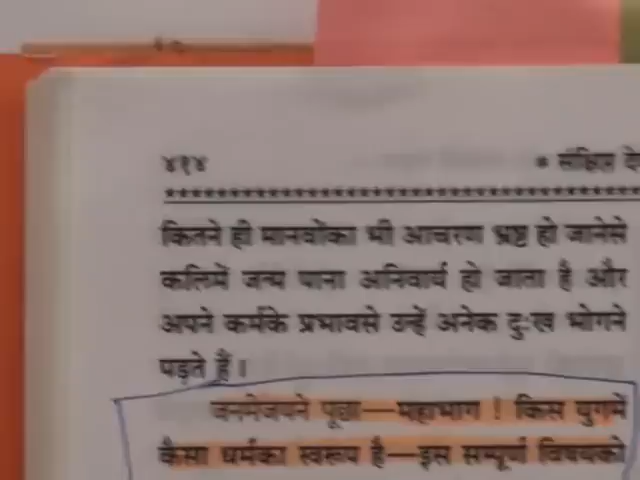 ४१४ * संक्षिप्त दे
कितने ही मानवोंका भी आचरण भ्रष्ट हो जानेसे
कलिमें जन्म पाना अनिवार्य हो जाता है और
अपने कर्मके प्रभावसे उन्हें अनेक दुःख भोगने
पड़ते हैं।
जनमेजयने पूछा—महाभाग ! किस युगमें
कैसा धर्मका स्वरूप है—इस सम्पूर्ण विषयको